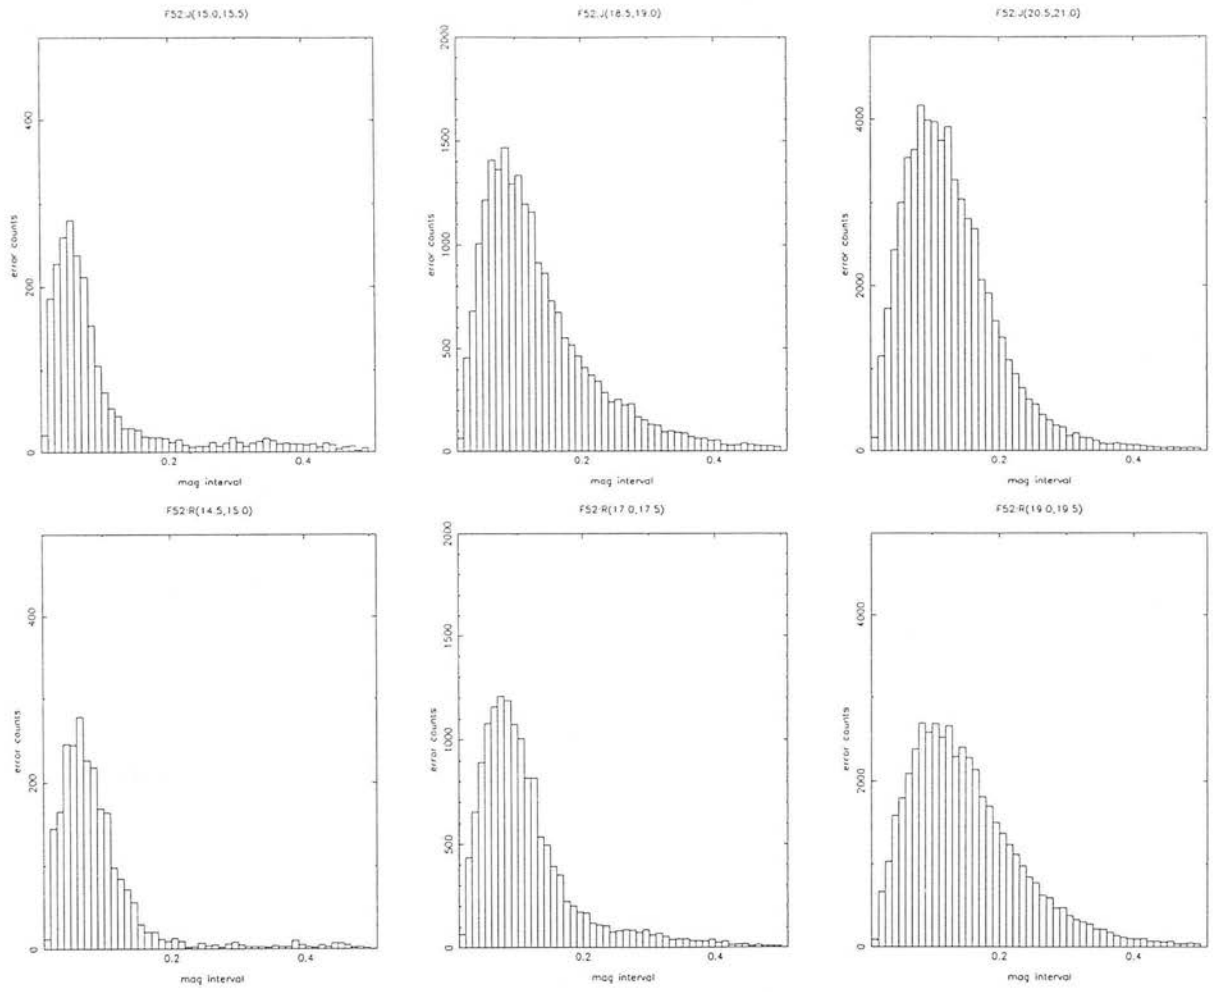 F52:J(15.0,15.5)
error counts
400
200
0
0.2
0.4
mag interval
F52:J(18.5,19.0)
error counts
2000
1500
1000
500
0
0.2
0.4
mag interval
F52:J(20.5,21.0)
error counts
4000
2000
0
0.2
0.4
mag interval
F52:R(14.5,15.0)
error counts
400
200
0
0.2
0.4
mag interval
F52:R(17.0,17.5)
error counts
2000
1500
1000
500
0
0.2
0.4
mag interval
F52:R(19.0,19.5)
error counts
4000
2000
0
0.2
0.4
mag interval